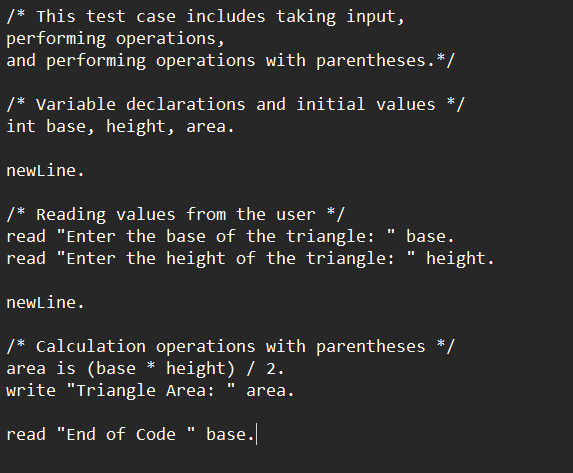 /* This test case includes taking input,
performing operations,
and performing operations with parentheses.*/
/* Variable declarations and initial values */
int base, height, area.
newLine.
/* Reading values from the user */
read "Enter the base of the triangle: " base.
read "Enter the height of the triangle: " height.
newLine.
/* Calculation operations with parentheses */
area is (base * height) / 2.
write "Triangle Area: " area.
read "End of Code " base.